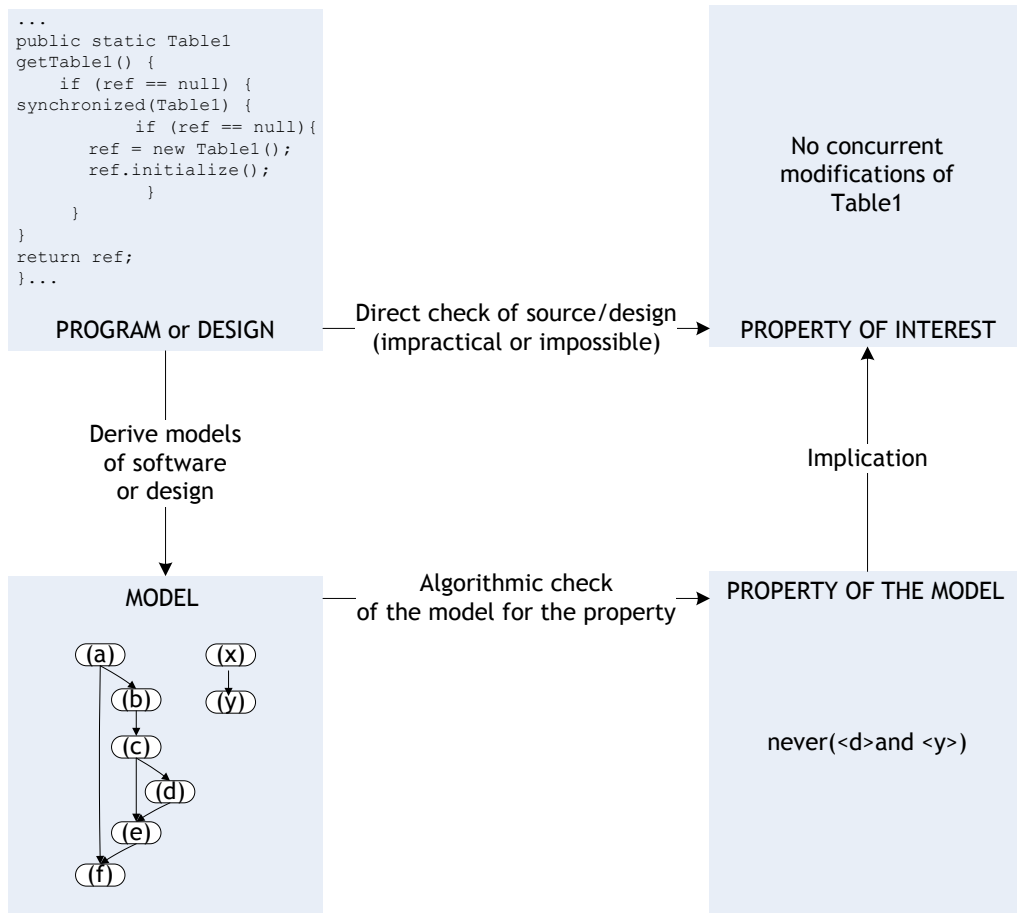 ...
public static Table1
getTable1() {
    if (ref == null) {
synchronized(Table1) {
            if (ref == null){
        ref = new Table1();
        ref.initialize();
             }
      }
}
return ref;
}...
PROGRAM or DESIGN
Direct check of source/design
(impractical or impossible)
No concurrent
modifications of
Table1
PROPERTY OF INTEREST
Derive models
of software
or design
Implication
MODEL
(a)
(x)
(b)
(y)
(c)
(d)
(e)
(f)
Algorithmic check
of the model for the property
PROPERTY OF THE MODEL
never(<d>and <y>)